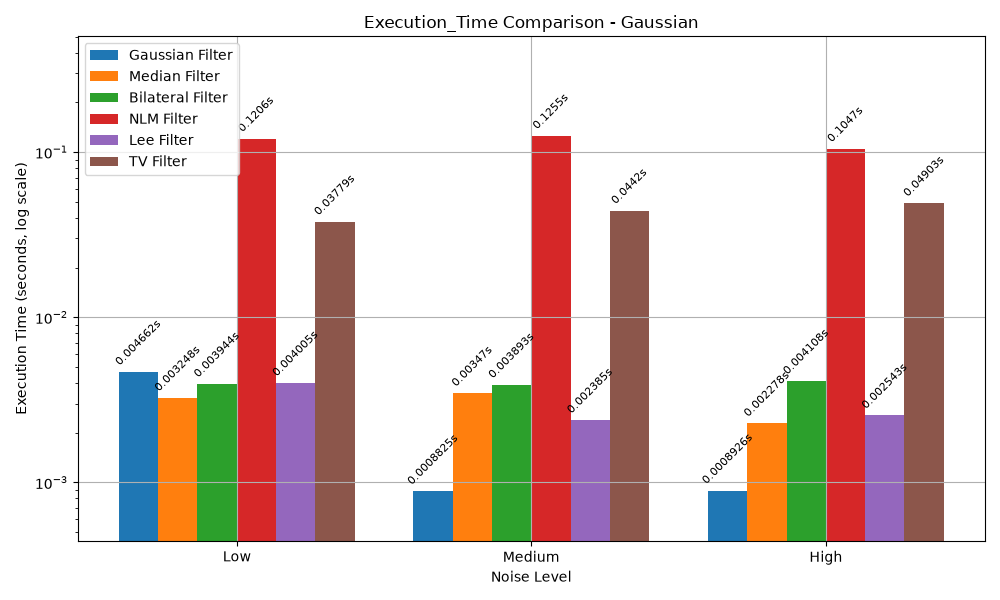 Execution_Time Comparison - Gaussian
Gaussian Filter
Median Filter
Bilateral Filter
NLM Filter
Lee Filter
TV Filter
Execution Time (seconds, log scale)
10⁻¹
10⁻²
10⁻³
0.004662s
0.003248s
0.003944s
0.1206s
0.004005s
0.03779s
0.0008825s
0.00347s
0.003893s
0.1255s
0.002385s
0.0442s
0.0008926s
0.002278s
0.004108s
0.1047s
0.002543s
0.04903s
Low
Medium
High
Noise Level